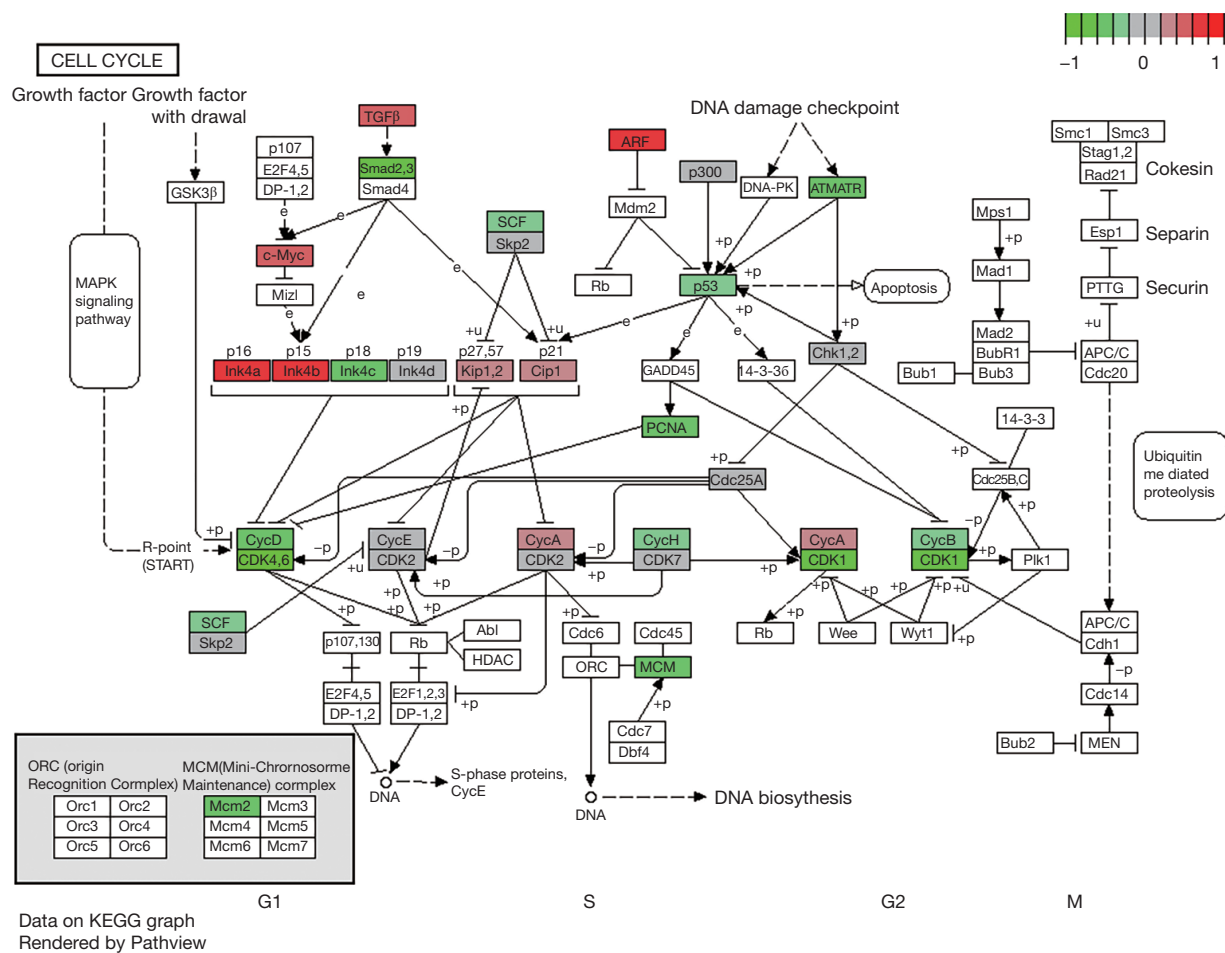 CELL CYCLE
−1 0 1
Growth factor
Growth factor
with drawal
TGFβ
DNA damage checkpoint
ARF
Smc1 Smc3
Stag1,2
Rad21
Cokesin
p107
E2F4,5
DP-1,2
Smad2,3
Smad4
p300
DNA-PK
ATMATR
GSK3β
Mdm2
Mps1
e
e
SCF
Skp2
+p
Esp1
Separin
c-Myc
e
+p
+p
Mad1
MAPK
signaling
pathway
Mizl
Rb
p53
Apoptosis
PTTG
Securin
e
e
e
e
e
+p
+p
+u
+u
+u
Mad2
BubR1
Bub3
Bub1
APC/C
Cdc20
p16 p15 p18 p19 p27,57 p21
Ink4a Ink4b Ink4c Ink4d Kip1,2 Cip1
GADD45
14-3-3б
Chk1,2
+p
PCNA
14-3-3
+p
+p
Cdc25A
Cdc25B,C
Ubiquitin
me diated
proteolysis
+p
R-point
(START)
CycD
CDK4,6
−p
CycE
CDK2
−p
CycA
CDK2
−p
+p
CycH
CDK7
+p
CycA
CDK1
CycB
CDK1
−p
+p
Plk1
+u
+p
+p
+p
+p
+p
+p
+p
+p
+u
SCF
Skp2
p107,130
Rb
Abl
HDAC
Cdc6
Cdc45
ORC
MCM
Rb
Wee
Wyt1
+p
APC/C
Cdh1
−p
E2F4,5
DP-1,2
E2F1,2,3
DP-1,2
+p
+p
Cdc7
Dbf4
Cdc14
Bub2
MEN
DNA
S-phase proteins,
CycE
DNA
DNA biosythesis
ORC (origin
Recognition Cormplex)
Orc1 Orc2
Orc3 Orc4
Orc5 Orc6
MCM(Mini-Chrornosorme
Maintenance) cormplex
Mcm2 Mcm3
Mcm4 Mcm5
Mcm6 Mcm7
G1 S G2 M
Data on KEGG graph
Rendered by Pathview